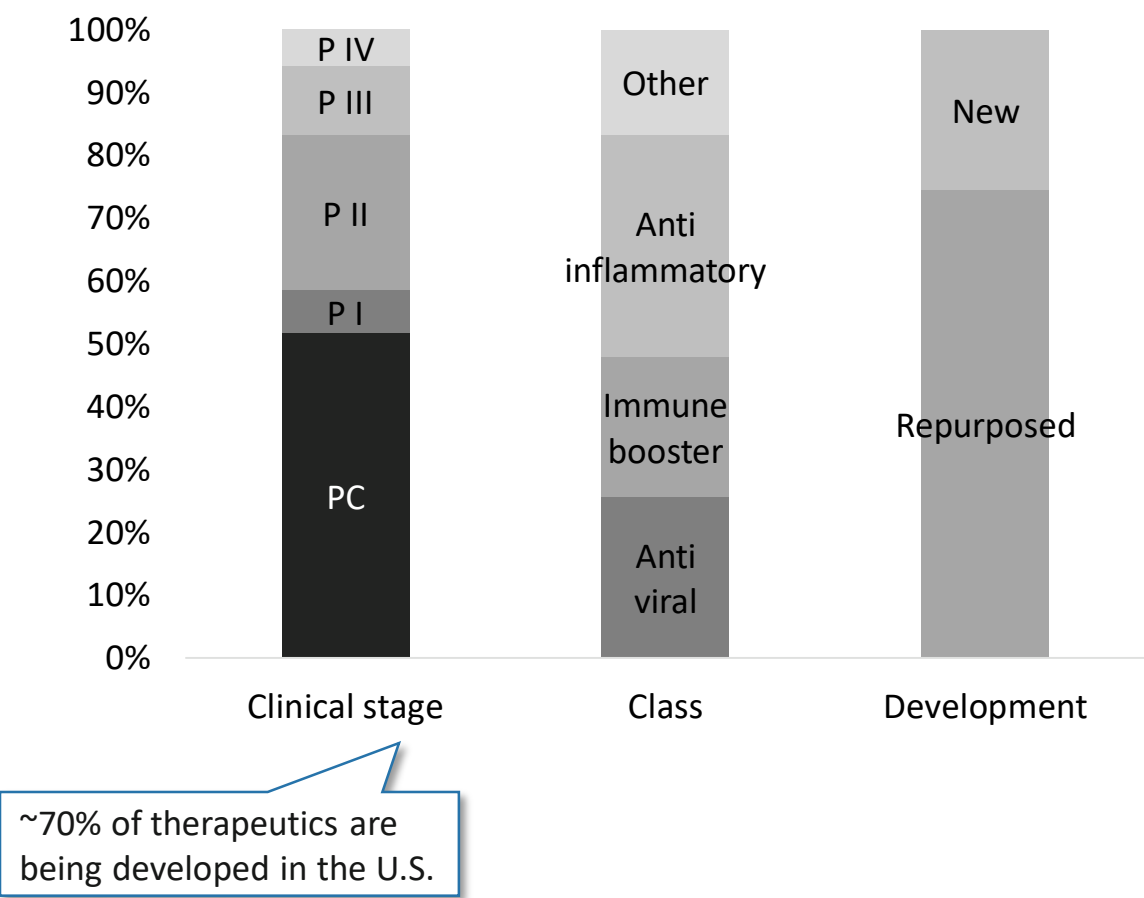 100%
90%
80%
70%
60%
50%
40%
30%
20%
10%
0%
P IV
P III
P II
P I
PC
Other
Anti
inflammatory
Immune
booster
Anti
viral
New
Repurposed
Clinical stage
Class
Development
~70% of therapeutics are
being developed in the U.S.